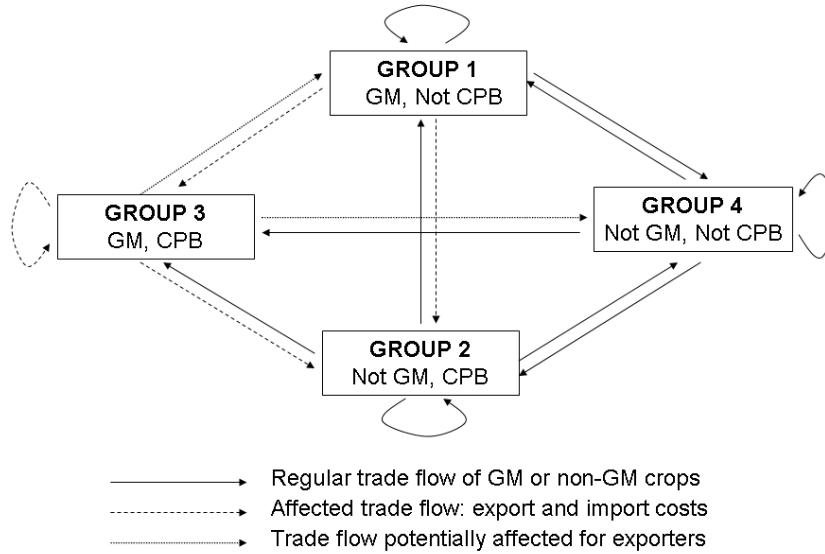 GROUP 1
GM, Not CPB
GROUP 3
GM, CPB
GROUP 4
Not GM, Not CPB
GROUP 2
Not GM, CPB
Regular trade flow of GM or non-GM crops
Affected trade flow: export and import costs
Trade flow potentially affected for exporters